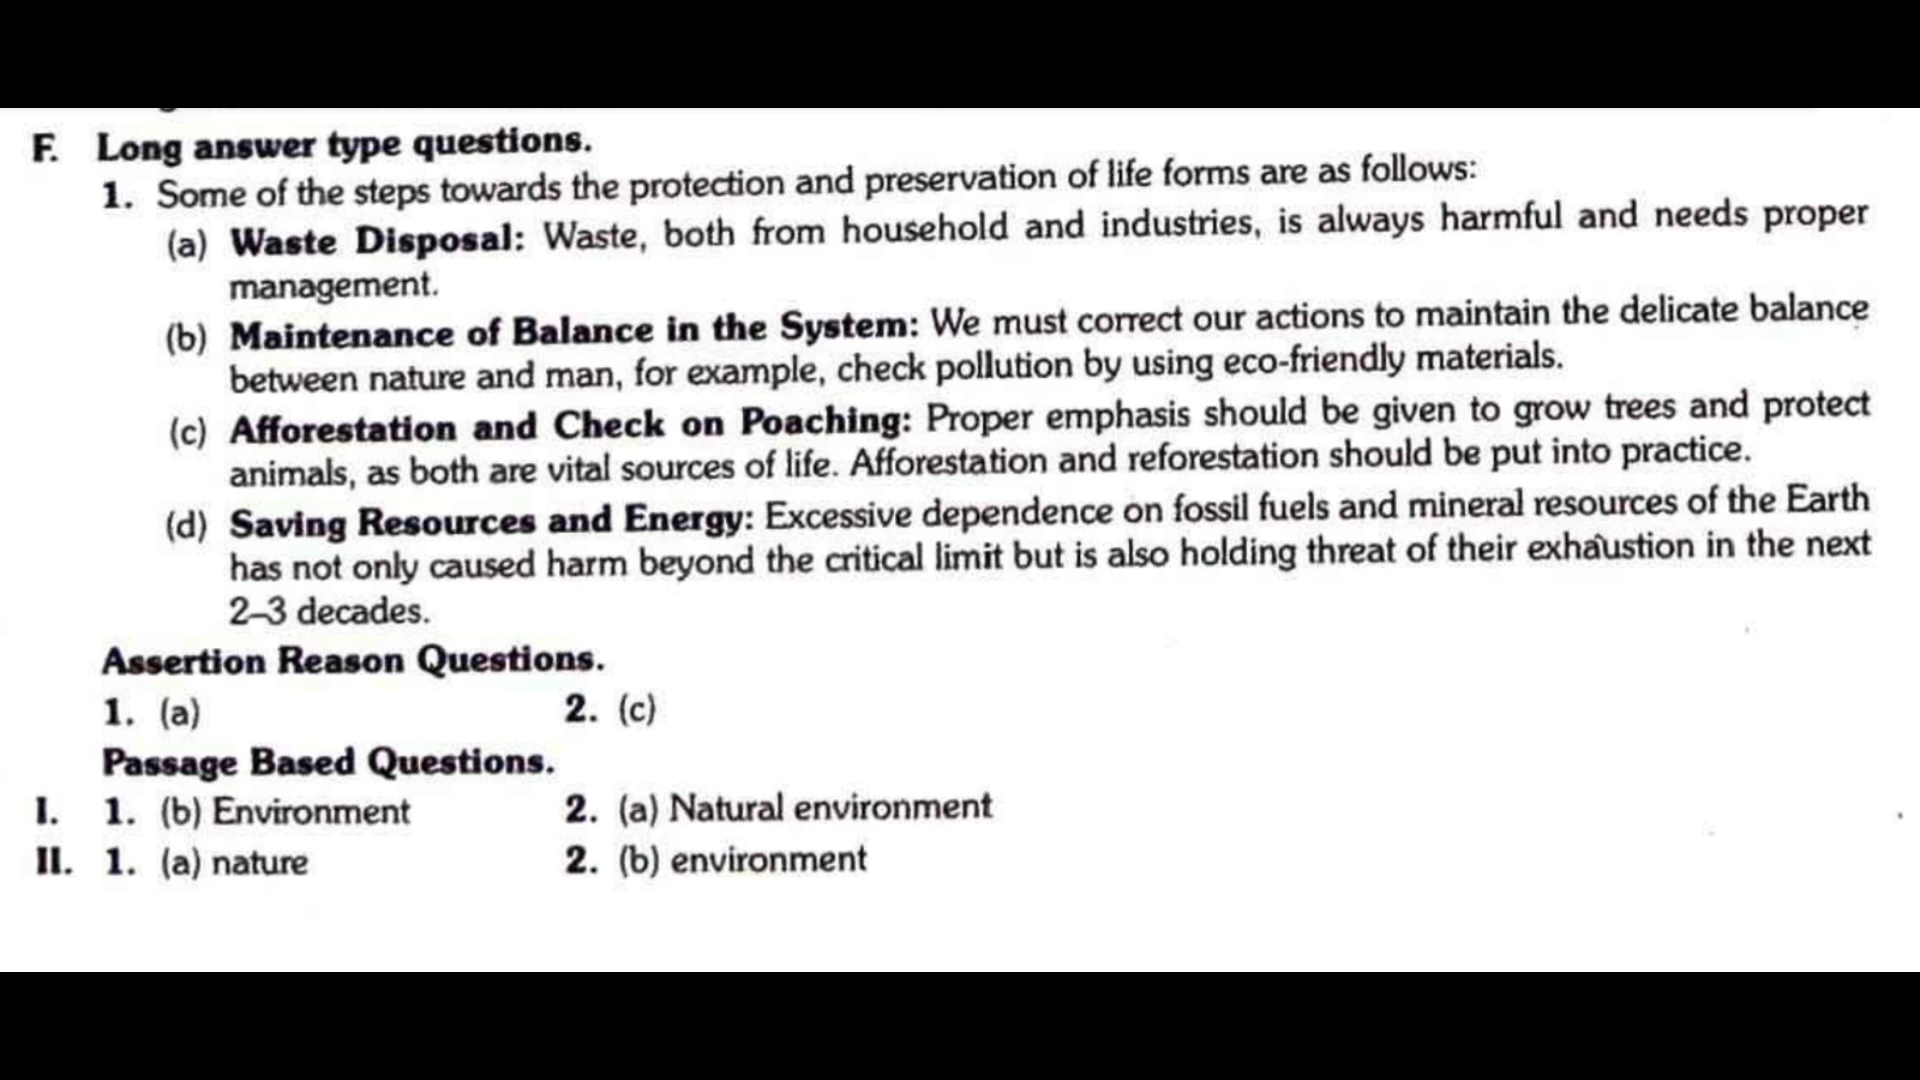 F. Long answer type questions.
1. Some of the steps towards the protection and preservation of life forms are as follows:
(a) Waste Disposal: Waste, both from household and industries, is always harmful and needs proper
management.
(b) Maintenance of Balance in the System: We must correct our actions to maintain the delicate balance
between nature and man, for example, check pollution by using eco-friendly materials.
(c) Afforestation and Check on Poaching: Proper emphasis should be given to grow trees and protect
animals, as both are vital sources of life. Afforestation and reforestation should be put into practice.
(d) Saving Resources and Energy: Excessive dependence on fossil fuels and mineral resources of the Earth
has not only caused harm beyond the critical limit but is also holding threat of their exhaustion in the next
2–3 decades.
Assertion Reason Questions.
1. (a) 2. (c)
Passage Based Questions.
I. 1. (b) Environment 2. (a) Natural environment
II. 1. (a) nature 2. (b) environment